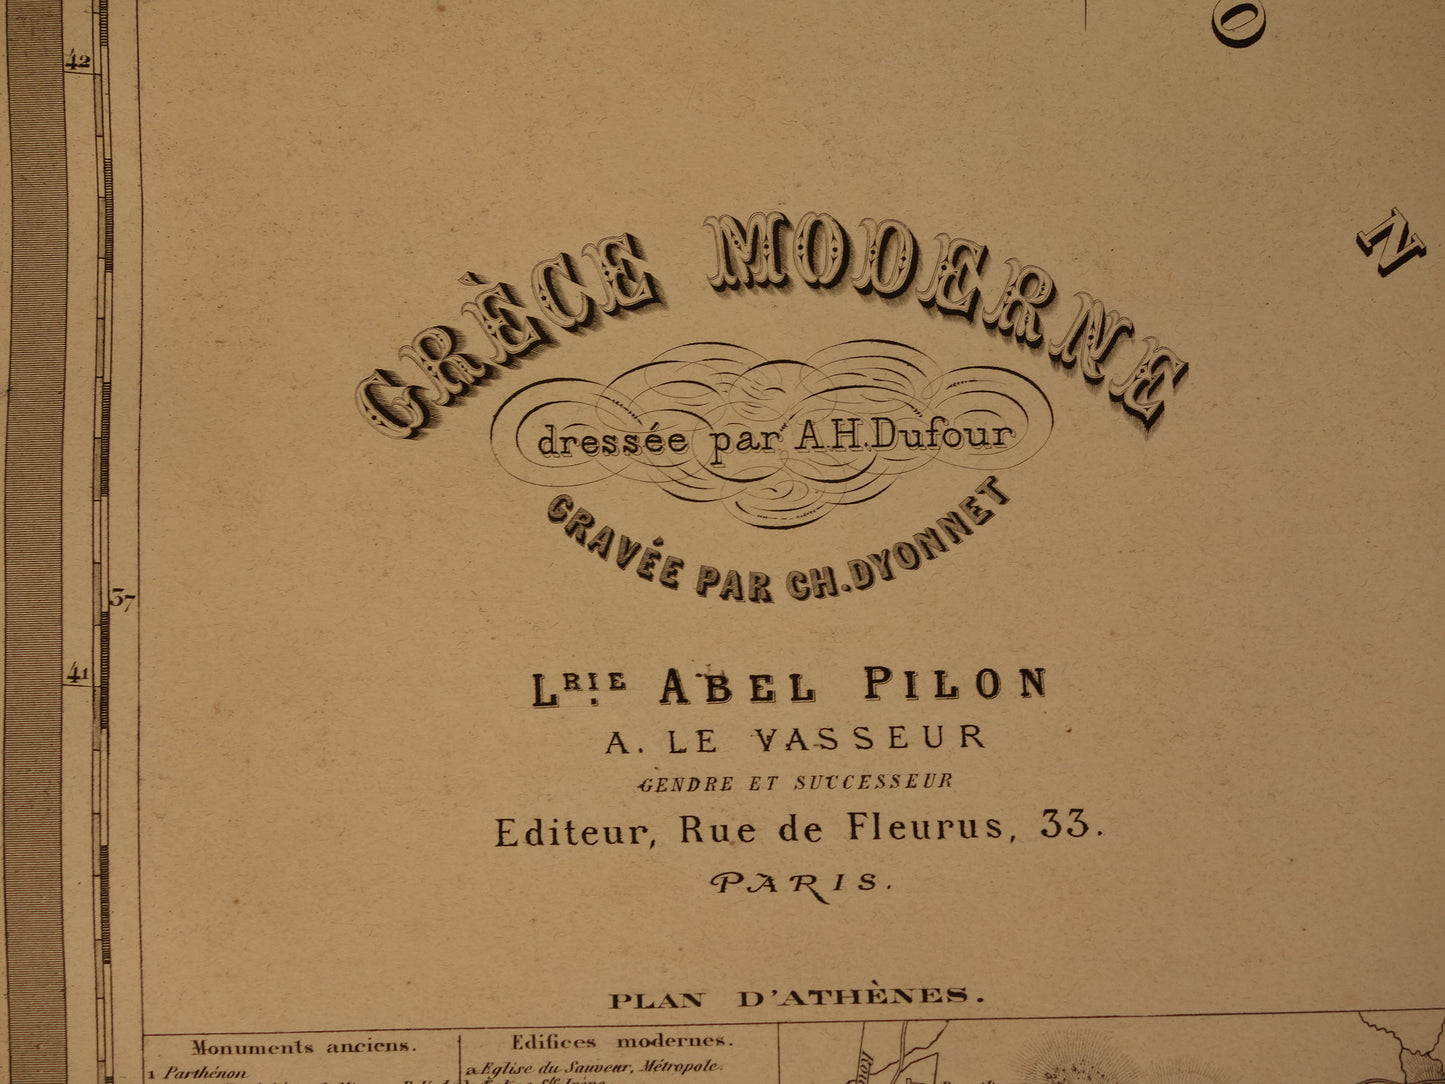 O
42
N
GRÈCE MODERNE
dressée par A.H. Dufour
GRAVÉE PAR CH. DYONNET
37
41
LRIE ABEL PILON
A. LE VASSEUR
GENDRE ET SUCCESSEUR
Editeur, Rue de Fleurus, 33.
PARIS.
PLAN D'ATHÈNES.
Monuments anciens.
Edifices modernes.
1 Parthénon
a Eglise du Sauveur, Métropole.